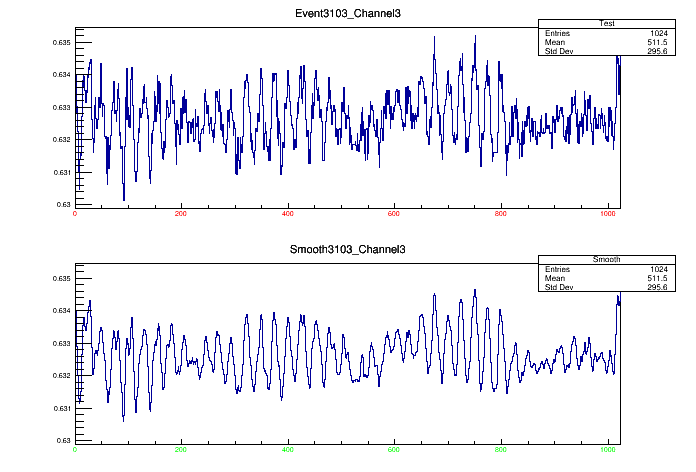 Event3103_Channel3
Test
Entries 1024
Mean 511.5
Std Dev 295.6
0.635
0.634
0.633
0.632
0.631
0.63
0 200 400 600 800 1000
Smooth3103_Channel3
Smooth
Entries 1024
Mean 511.5
Std Dev 295.6
0.635
0.634
0.633
0.632
0.631
0.63
0 200 400 600 800 1000